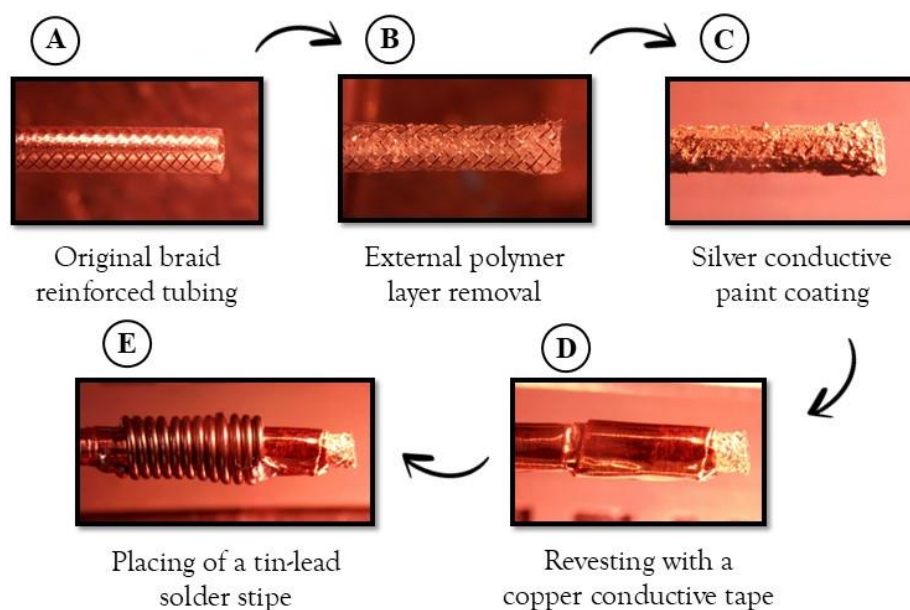 A
B
C
Original braid
reinforced tubing
External polymer
layer removal
Silver conductive
paint coating
E
D
Placing of a tin-lead
solder stipe
Revesting with a
copper conductive tape